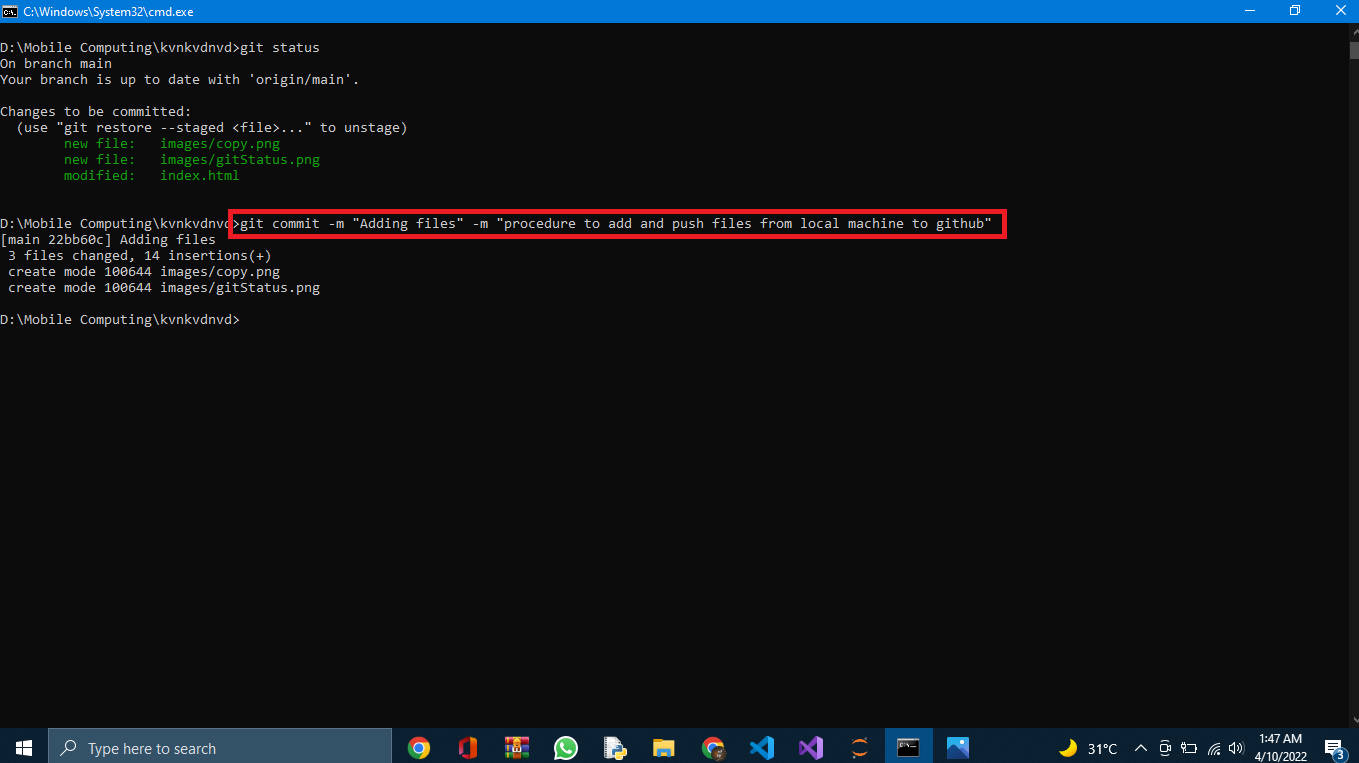 C:\Windows\System32\cmd.exe
D:\Mobile Computing\kvnkvdnvd>git status
On branch main
Your branch is up to date with 'origin/main'.
Changes to be committed:
(use "git restore --staged <file>..." to unstage)
new file:   images/copy.png
new file:   images/gitStatus.png
modified:   index.html
D:\Mobile Computing\kvnkvdnvd>git commit -m "Adding files" -m "procedure to add and push files from local machine to github"
[main 22bb60c] Adding files
3 files changed, 14 insertions(+)
create mode 100644 images/copy.png
create mode 100644 images/gitStatus.png
D:\Mobile Computing\kvnkvdnvd>
Type here to search
31°C
1:47 AM
4/10/2022
3